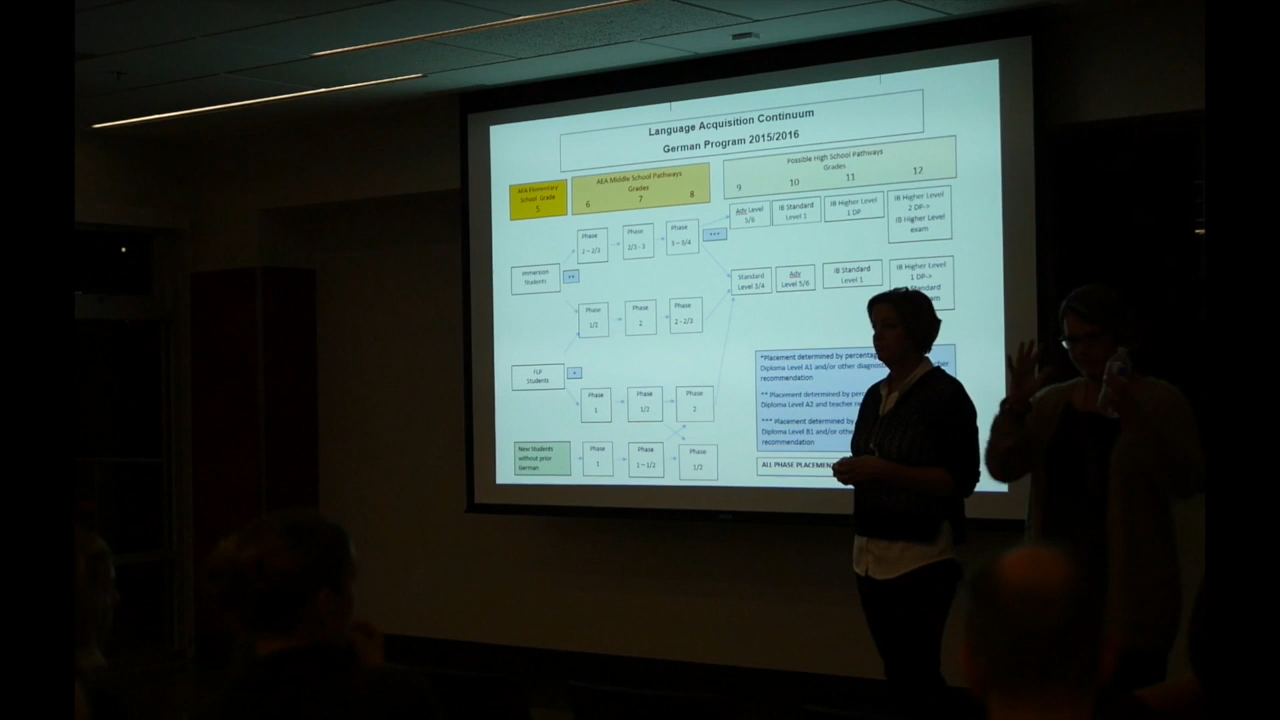 Language Acquisition Continuum
German Program 2015/2016
AEA Elementary
School Grade
5
AEA Middle School Pathways
Grades
6 7 8
Possible High School Pathways
Grades
9 10 11 12
Immersion
Students
**
Phase
2 – 2/3
Phase
2/3 - 3
Phase
3 – 3/4
***
Adv Level
5/6
IB Standard
Level 1
IB Higher Level
1 DP
IB Higher Level
2 DP->
IB Higher Level
exam
Phase
1/2
Phase
2
Phase
2 - 2/3
Standard
Level 3/4
Adv
Level 5/6
IB Standard
Level 1
IB Higher Level
1 DP->
FLP
Students
*
Phase
1
Phase
1/2
Phase
2
New Students
without prior
German
Phase
1
Phase
1 – 1/2
Phase
1/2
*Placement determined by
Diploma Level A1 and/or other
recommendation
** Placement determined by
Diploma Level A2 and teacher
*** Placement determined by
Diploma Level B1 and/or
recommendation
ALL PHASE